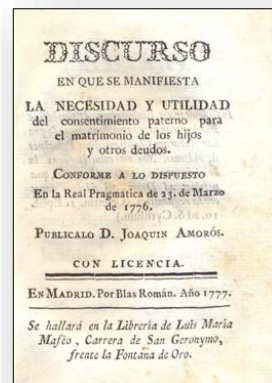 DISCURSO
EN QUE SE MANIFIESTA
LA NECESIDAD Y UTILIDAD
del consentimiento paterno para
el matrimonio de los hijos
y otros deudos.
CONFORME A LO DISPUESTO
En la Real Pragmatica de 23. de Marzo
de 1776.
PUBLICALO D. JOAQUIN AMORÓS.
CON LICENCIA.
EN MADRID. Por Blas Román. Año 1777.
Se hallará en la Librería de Luis Maria
Mafeo, Carrera de San Geronymo,
frente la Fontana de Oro.